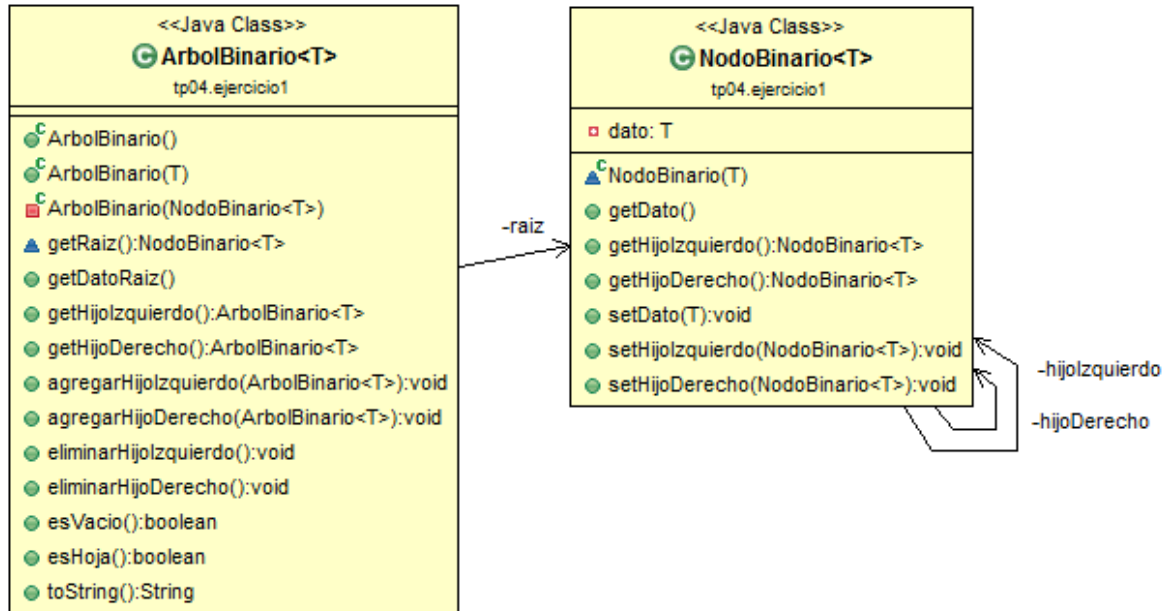 <<Java Class>>
ArbolBinario<T>
tp04.ejercicio1
ArbolBinario()
ArbolBinario(T)
ArbolBinario(NodoBinario<T>)
getRaiz():NodoBinario<T>
getDatoRaiz()
getHijoIzquierdo():ArbolBinario<T>
getHijoDerecho():ArbolBinario<T>
agregarHijoIzquierdo(ArbolBinario<T>):void
agregarHijoDerecho(ArbolBinario<T>):void
eliminarHijoIzquierdo():void
eliminarHijoDerecho():void
esVacio():boolean
esHoja():boolean
toString():String
-raiz
<<Java Class>>
NodoBinario<T>
tp04.ejercicio1
dato: T
NodoBinario(T)
getDato()
getHijoIzquierdo():NodoBinario<T>
getHijoDerecho():NodoBinario<T>
setDato(T):void
setHijoIzquierdo(NodoBinario<T>):void
setHijoDerecho(NodoBinario<T>):void
-hijoIzquierdo
-hijoDerecho